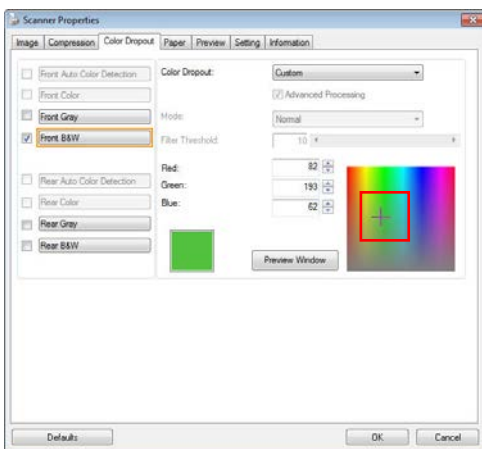 Scanner Properties
Image Compression Color Dropout Paper Preview Setting Information
Front Auto Color Detection
Front Color
Front Gray
Front B&W
Rear Auto Color Detection
Rear Color
Rear Gray
Rear B&W
Color Dropout: Custom
Advanced Processing
Mode: Normal
Filter Threshold: 10
Red: 82
Green: 193
Blue: 62
Preview Window
Defaults OK Cancel